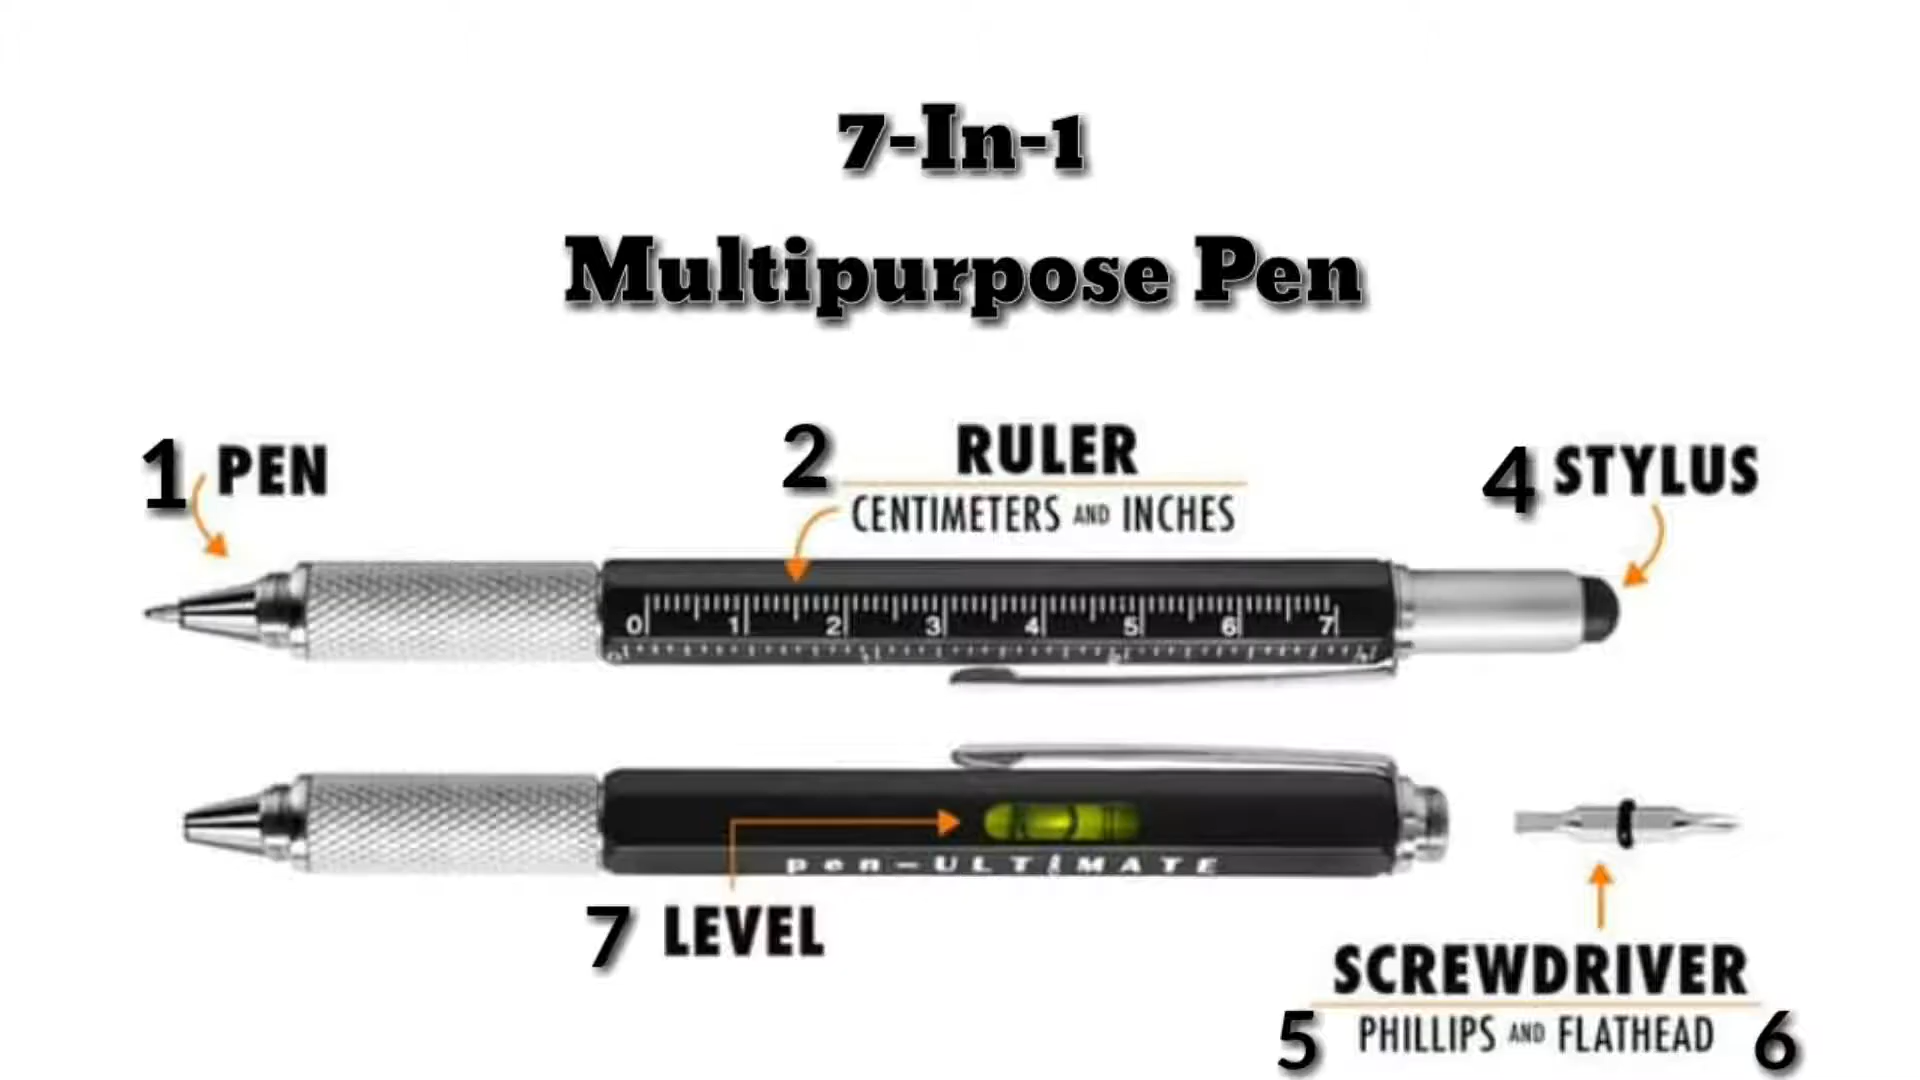 7-In-1
Multipurpose Pen
1 PEN
2 RULER
CENTIMETERS AND INCHES
4 STYLUS
0 1 2 3 4 5 6 7
pen-ULTIMATE
7 LEVEL
SCREWDRIVER
5 PHILLIPS AND FLATHEAD 6